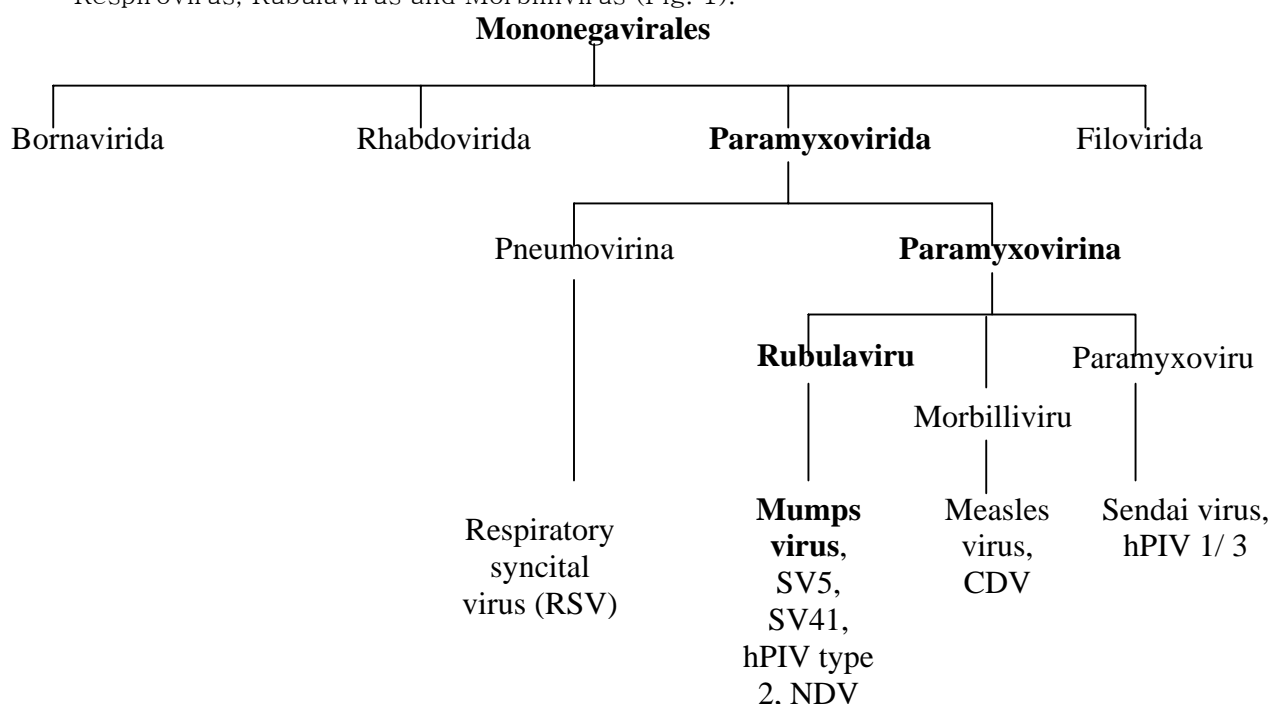 Respirovirus, Rubulavirus and Morbillivirus (Fig. 1).
Mononegavirales
Bornavirida Rhabdovirida Paramyxovirida Filovirida
Pneumovirina Paramyxovirina
Rubulaviru Paramyxoviru
Morbilliviru
Respiratory
syncital
virus (RSV)
Mumps
virus,
SV5,
SV41,
hPIV type
2, NDV
Measles
virus,
CDV
Sendai virus,
hPIV 1/ 3